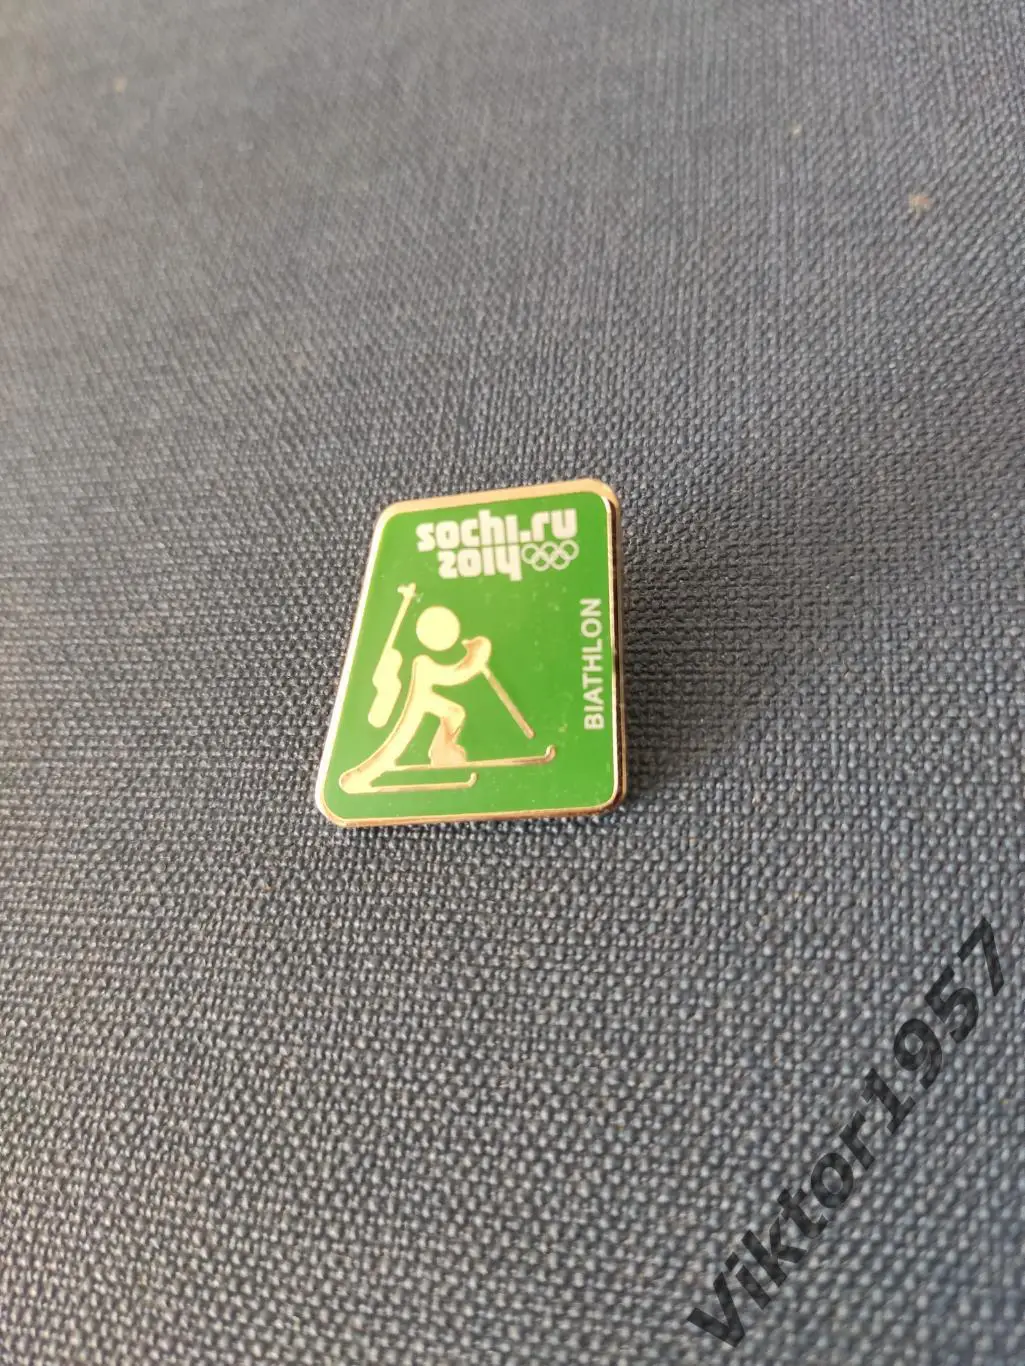 sochi.ru
2014
BIATHLON
Viktor1957